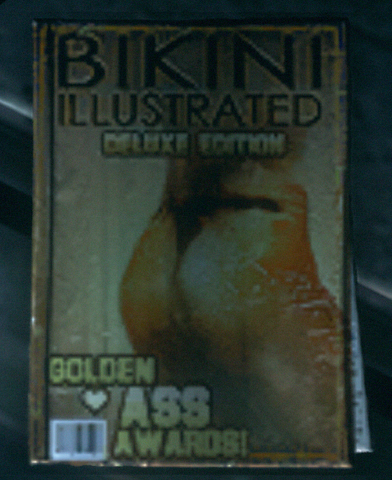 BIKINI
ILLUSTRATED
DELUXE EDITION
GOLDEN
ASS
AWARDS!